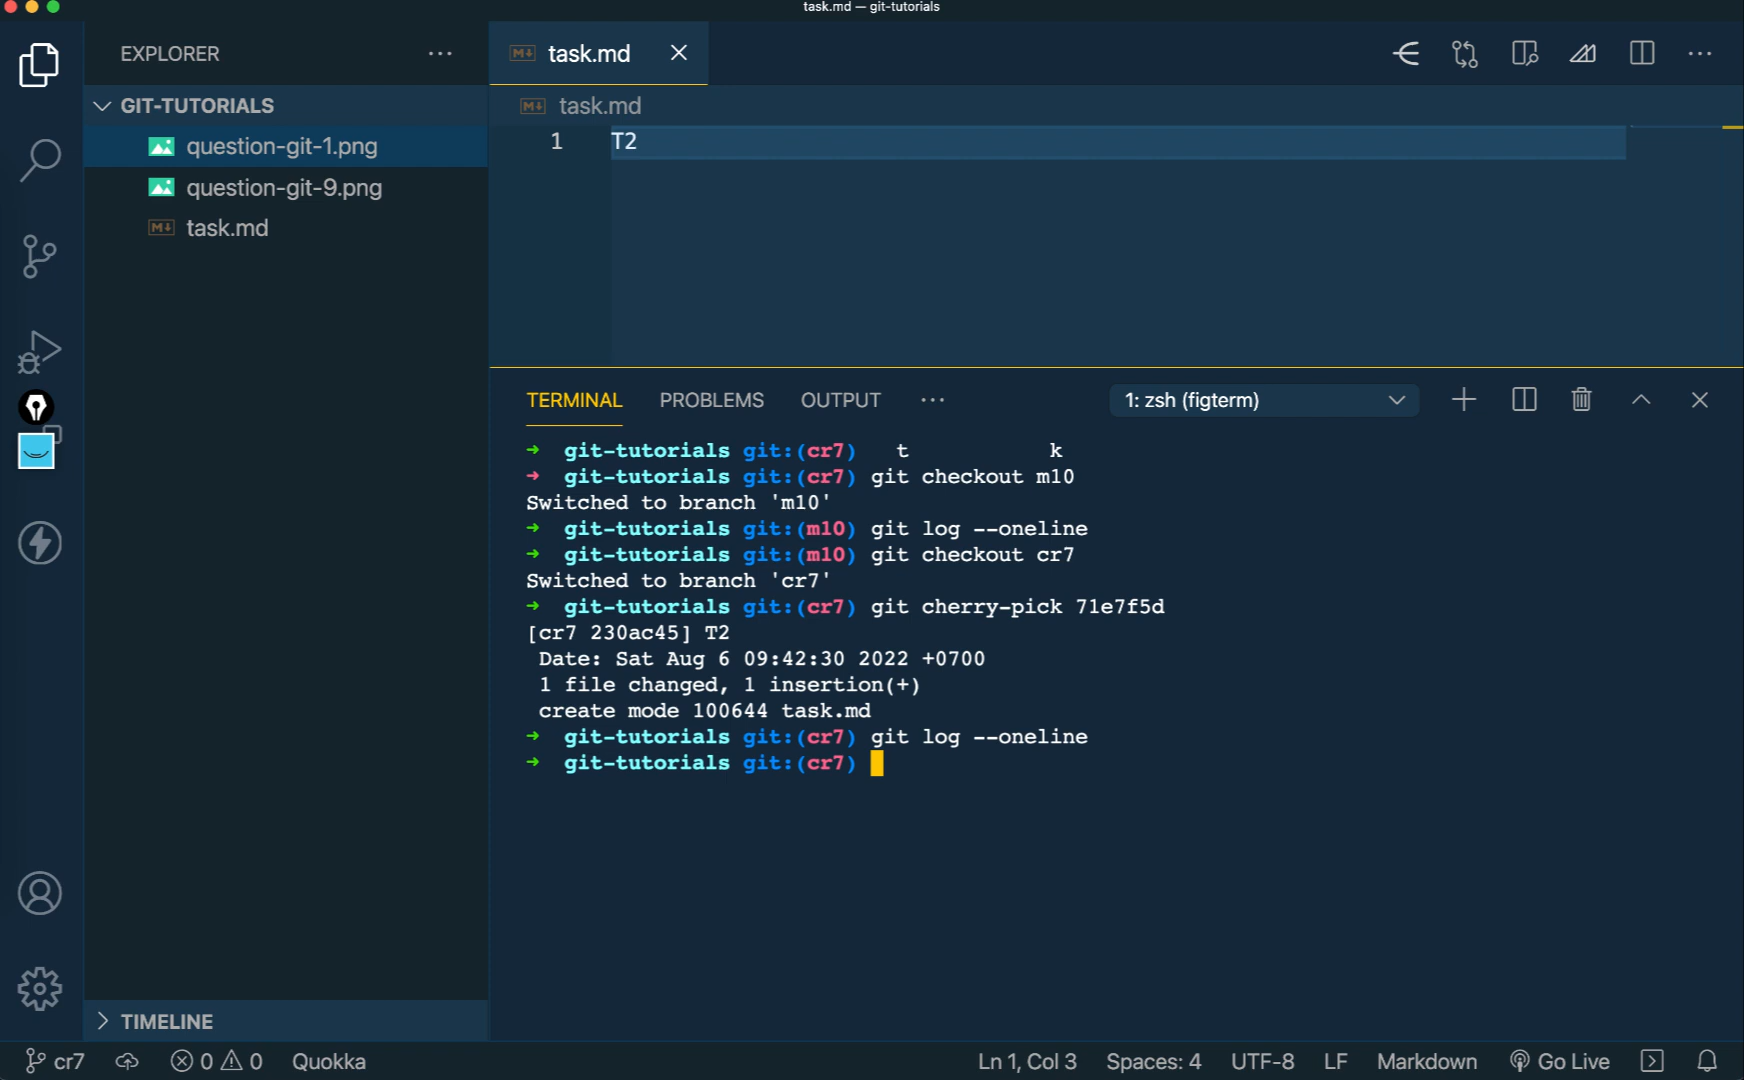 task.md — git-tutorials
EXPLORER
GIT-TUTORIALS
question-git-1.png
question-git-9.png
task.md
TIMELINE
task.md
task.md
1 T2
TERMINAL PROBLEMS OUTPUT 1: zsh (figterm)
➜ git-tutorials git:(cr7) t k
➜ git-tutorials git:(cr7) git checkout m10
Switched to branch 'm10'
➜ git-tutorials git:(m10) git log --oneline
➜ git-tutorials git:(m10) git checkout cr7
Switched to branch 'cr7'
➜ git-tutorials git:(cr7) git cherry-pick 71e7f5d
[cr7 230ac45] T2
Date: Sat Aug 6 09:42:30 2022 +0700
1 file changed, 1 insertion(+)
create mode 100644 task.md
➜ git-tutorials git:(cr7) git log --oneline
➜ git-tutorials git:(cr7)
cr7 0 0 Quokka Ln 1, Col 3 Spaces: 4 UTF-8 LF Markdown Go Live